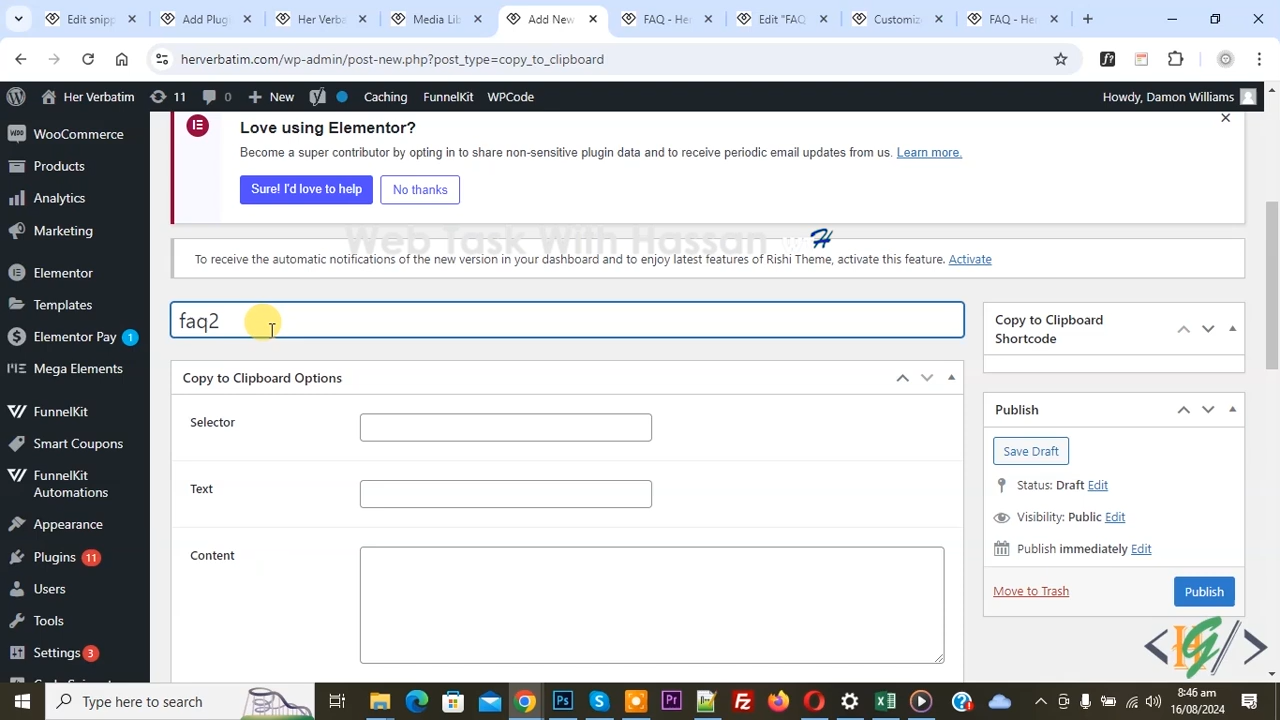 Edit snipp
Add Plug
Her Verba
Media Lib
Add New
FAQ - He
Edit "FAQ
Customiz
FAQ - He
herverbatim.com/wp-admin/post-new.php?post_type=copy_to_clipboard
Her Verbatim
11
0
New
Caching
FunnelKit
WPCode
Howdy, Damon Williams
WooCommerce
Products
Analytics
Marketing
Elementor
Templates
Elementor Pay 1
Mega Elements
FunnelKit
Smart Coupons
FunnelKit
Automations
Appearance
Plugins 11
Users
Tools
Settings 3
Love using Elementor?
Become a super contributor by opting in to share non-sensitive plugin data and to receive periodic email updates from us. Learn more.
Sure! I'd love to help
No thanks
Web Task With Hassan
To receive the automatic notifications of the new version in your dashboard and to enjoy latest features of Rishi Theme, activate this feature. Activate
faq2
Copy to Clipboard Options
Selector
Text
Content
Copy to Clipboard
Shortcode
Publish
Save Draft
Status: Draft Edit
Visibility: Public Edit
Publish immediately Edit
Move to Trash
Publish
Type here to search
8:46 am
16/08/2024